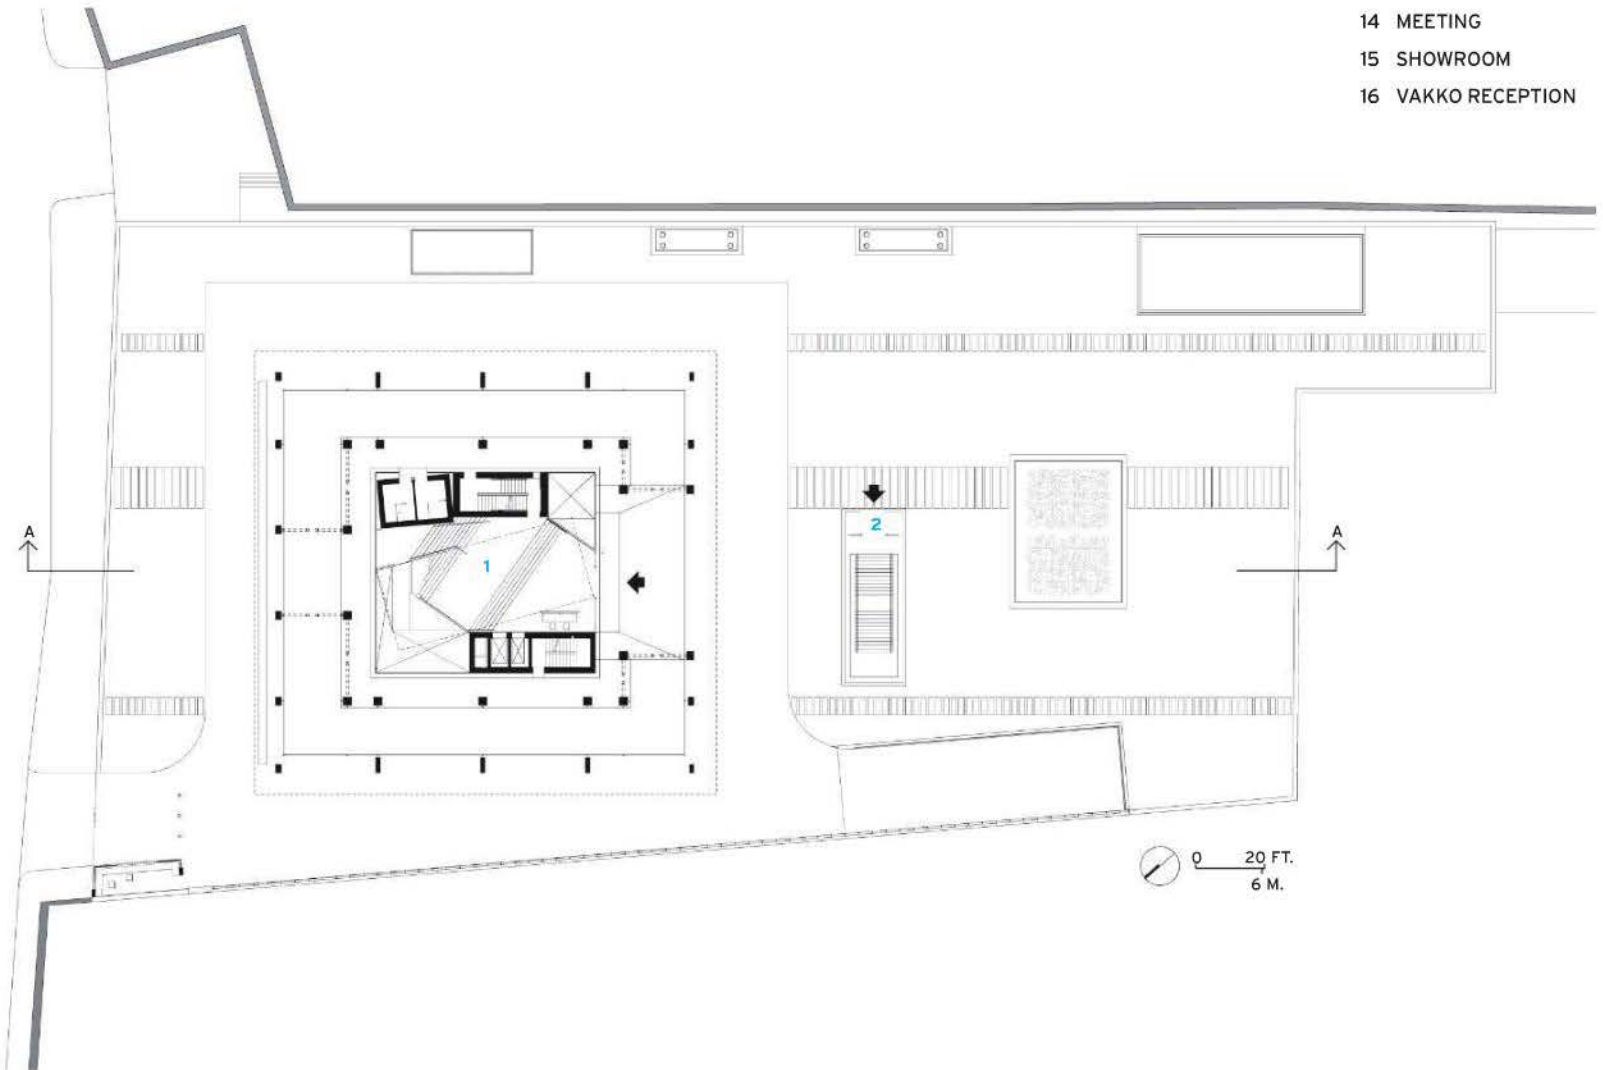 14 MEETING
15 SHOWROOM
16 VAKKO RECEPTION
A
1
2
A
0 20 FT.
6 M.